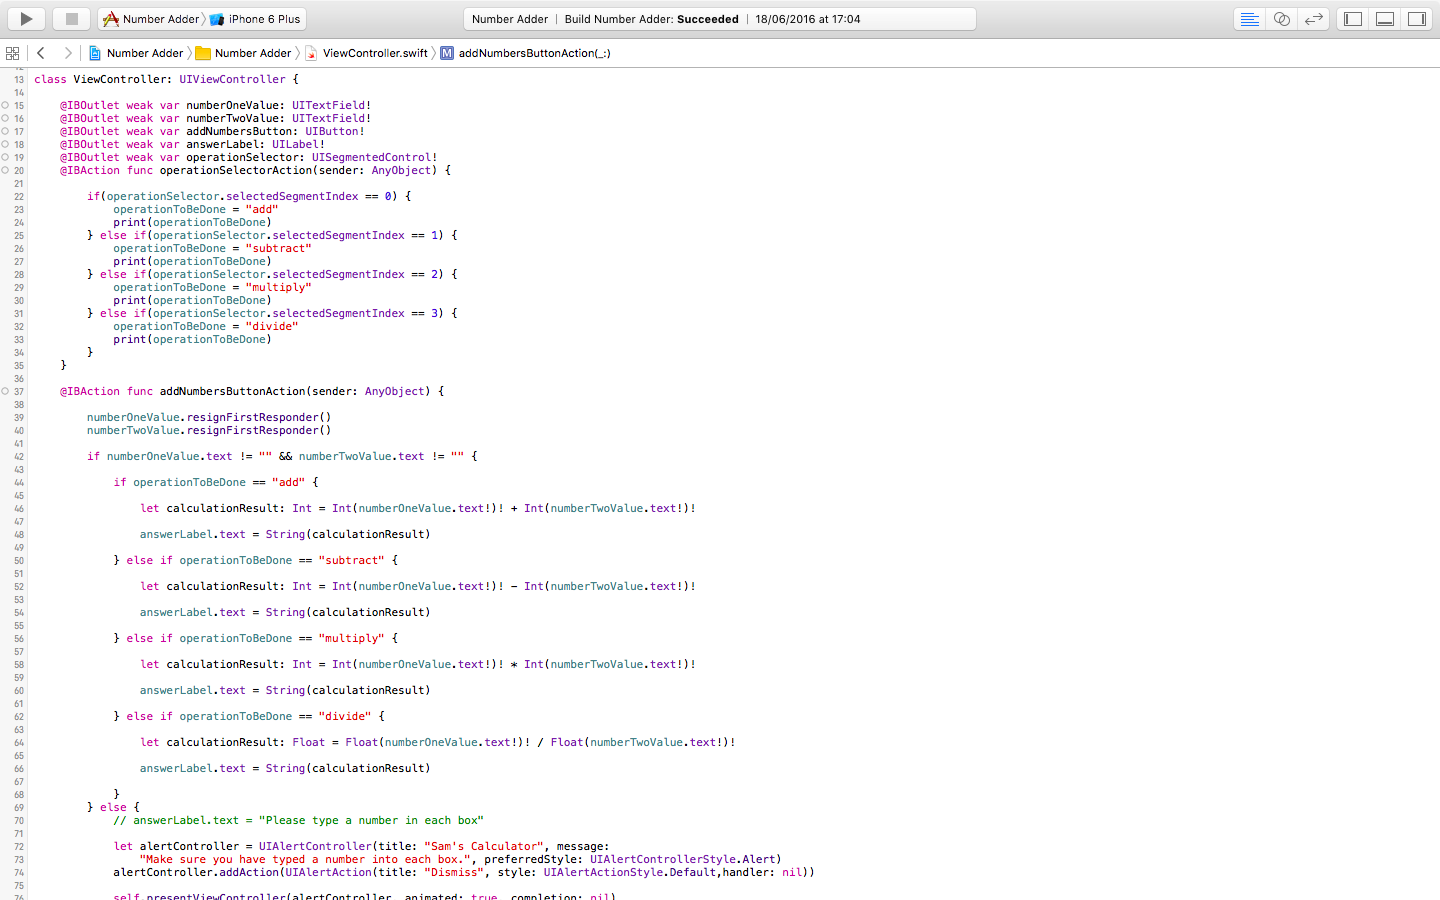 Number Adder iPhone 6 Plus
Number Adder | Build Number Adder: Succeeded | 18/06/2016 at 17:04
Number Adder Number Adder ViewController.swift M addNumbersButtonAction(_:)
13 class ViewController: UIViewController {
14
15 @IBOutlet weak var numberOneValue: UITextField!
16 @IBOutlet weak var numberTwoValue: UITextField!
17 @IBOutlet weak var addNumbersButton: UIButton!
18 @IBOutlet weak var answerLabel: UILabel!
19 @IBOutlet weak var operationSelector: UISegmentedControl!
20 @IBAction func operationSelectorAction(sender: AnyObject) {
21
22 if(operationSelector.selectedSegmentIndex == 0) {
23 operationToBeDone = "add"
24 print(operationToBeDone)
25 } else if(operationSelector.selectedSegmentIndex == 1) {
26 operationToBeDone = "subtract"
27 print(operationToBeDone)
28 } else if(operationSelector.selectedSegmentIndex == 2) {
29 operationToBeDone = "multiply"
30 print(operationToBeDone)
31 } else if(operationSelector.selectedSegmentIndex == 3) {
32 operationToBeDone = "divide"
33 print(operationToBeDone)
34 }
35 }
36
37 @IBAction func addNumbersButtonAction(sender: AnyObject) {
38
39 numberOneValue.resignFirstResponder()
40 numberTwoValue.resignFirstResponder()
41
42 if numberOneValue.text != "" && numberTwoValue.text != "" {
43
44 if operationToBeDone == "add" {
45
46 let calculationResult: Int = Int(numberOneValue.text!)! + Int(numberTwoValue.text!)!
47
48 answerLabel.text = String(calculationResult)
49
50 } else if operationToBeDone == "subtract" {
51
52 let calculationResult: Int = Int(numberOneValue.text!)! - Int(numberTwoValue.text!)!
53
54 answerLabel.text = String(calculationResult)
55
56 } else if operationToBeDone == "multiply" {
57
58 let calculationResult: Int = Int(numberOneValue.text!)! * Int(numberTwoValue.text!)!
59
60 answerLabel.text = String(calculationResult)
61
62 } else if operationToBeDone == "divide" {
63
64 let calculationResult: Float = Float(numberOneValue.text!)! / Float(numberTwoValue.text!)!
65
66 answerLabel.text = String(calculationResult)
67
68 }
69 } else {
70 // answerLabel.text = "Please type a number in each box"
71
72 let alertController = UIAlertController(title: "Sam's Calculator", message:
73 "Make sure you have typed a number into each box.", preferredStyle: UIAlertControllerStyle.Alert)
74 alertController.addAction(UIAlertAction(title: "Dismiss", style: UIAlertActionStyle.Default,handler: nil))
75
76 self.presentViewController(alertController, animated: true, completion: nil)